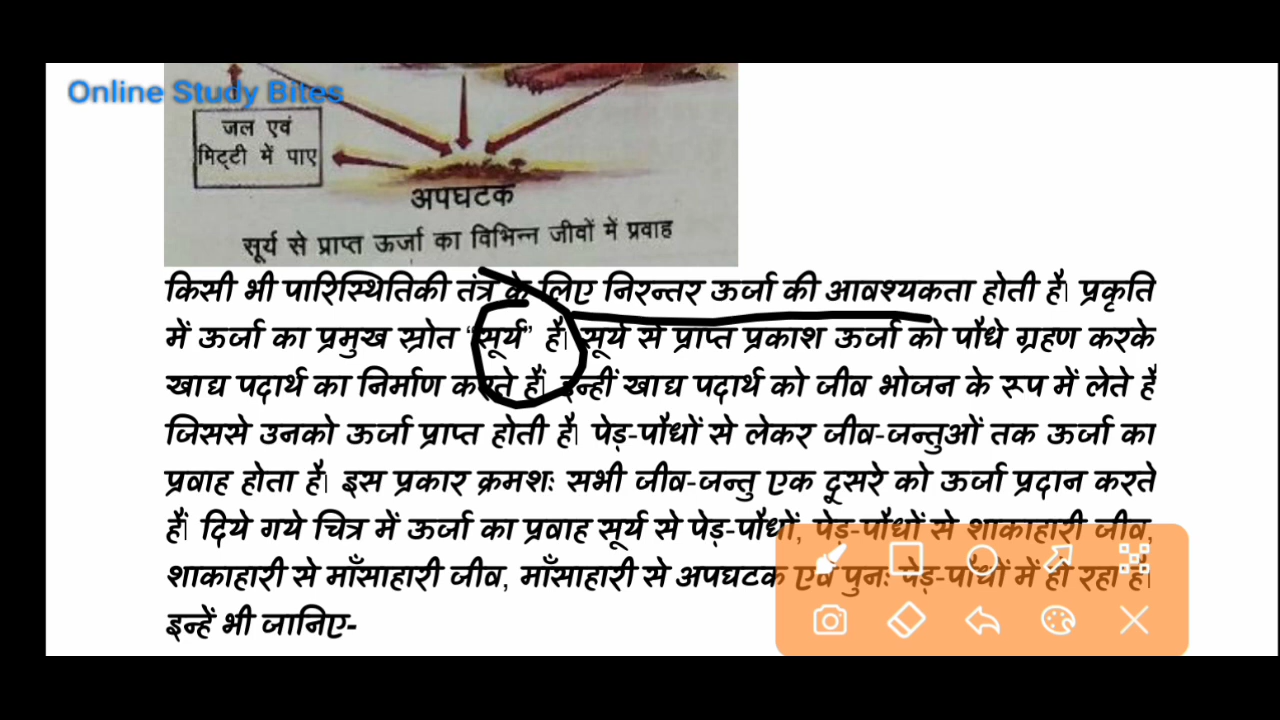 Online Study Bites
जल एवं
मिट्टी में पाए
अपघटक
सूर्य से प्राप्त ऊर्जा का विभिन्न जीवों में प्रवाह
किसी भी पारिस्थितिकी तंत्र के लिए निरन्तर ऊर्जा की आवश्यकता होती है। प्रकृति
में ऊर्जा का प्रमुख स्रोत “सूर्य” है। सूर्य से प्राप्त प्रकाश ऊर्जा को पौधे ग्रहण करके
खाद्य पदार्थ का निर्माण करते हैं। इन्हीं खाद्य पदार्थ को जीव भोजन के रूप में लेते है
जिससे उनको ऊर्जा प्राप्त होती है। पेड़-पौधों से लेकर जीव-जन्तुओं तक ऊर्जा का
प्रवाह होता है। इस प्रकार क्रमशः सभी जीव-जन्तु एक दूसरे को ऊर्जा प्रदान करते
हैं। दिये गये चित्र में ऊर्जा का प्रवाह सूर्य से पेड़-पौधों, पेड़-पौधों से शाकाहारी जीव,
शाकाहारी से माँसाहारी जीव, माँसाहारी से अपघटक एवं पुनः पेड़-पौधों में हो रहा है।
इन्हें भी जानिए-